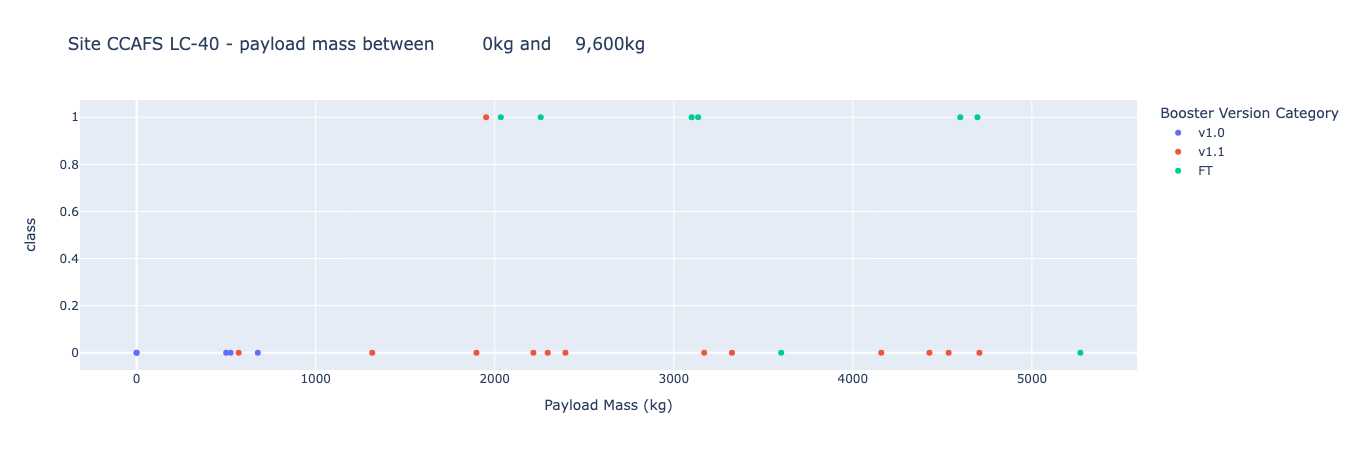 Site CCAFS LC-40 - payload mass between 0kg and 9,600kg
Booster Version Category
v1.0
v1.1
FT
1
0.8
0.6
0.4
0.2
0
class
0 1000 2000 3000 4000 5000
Payload Mass (kg)